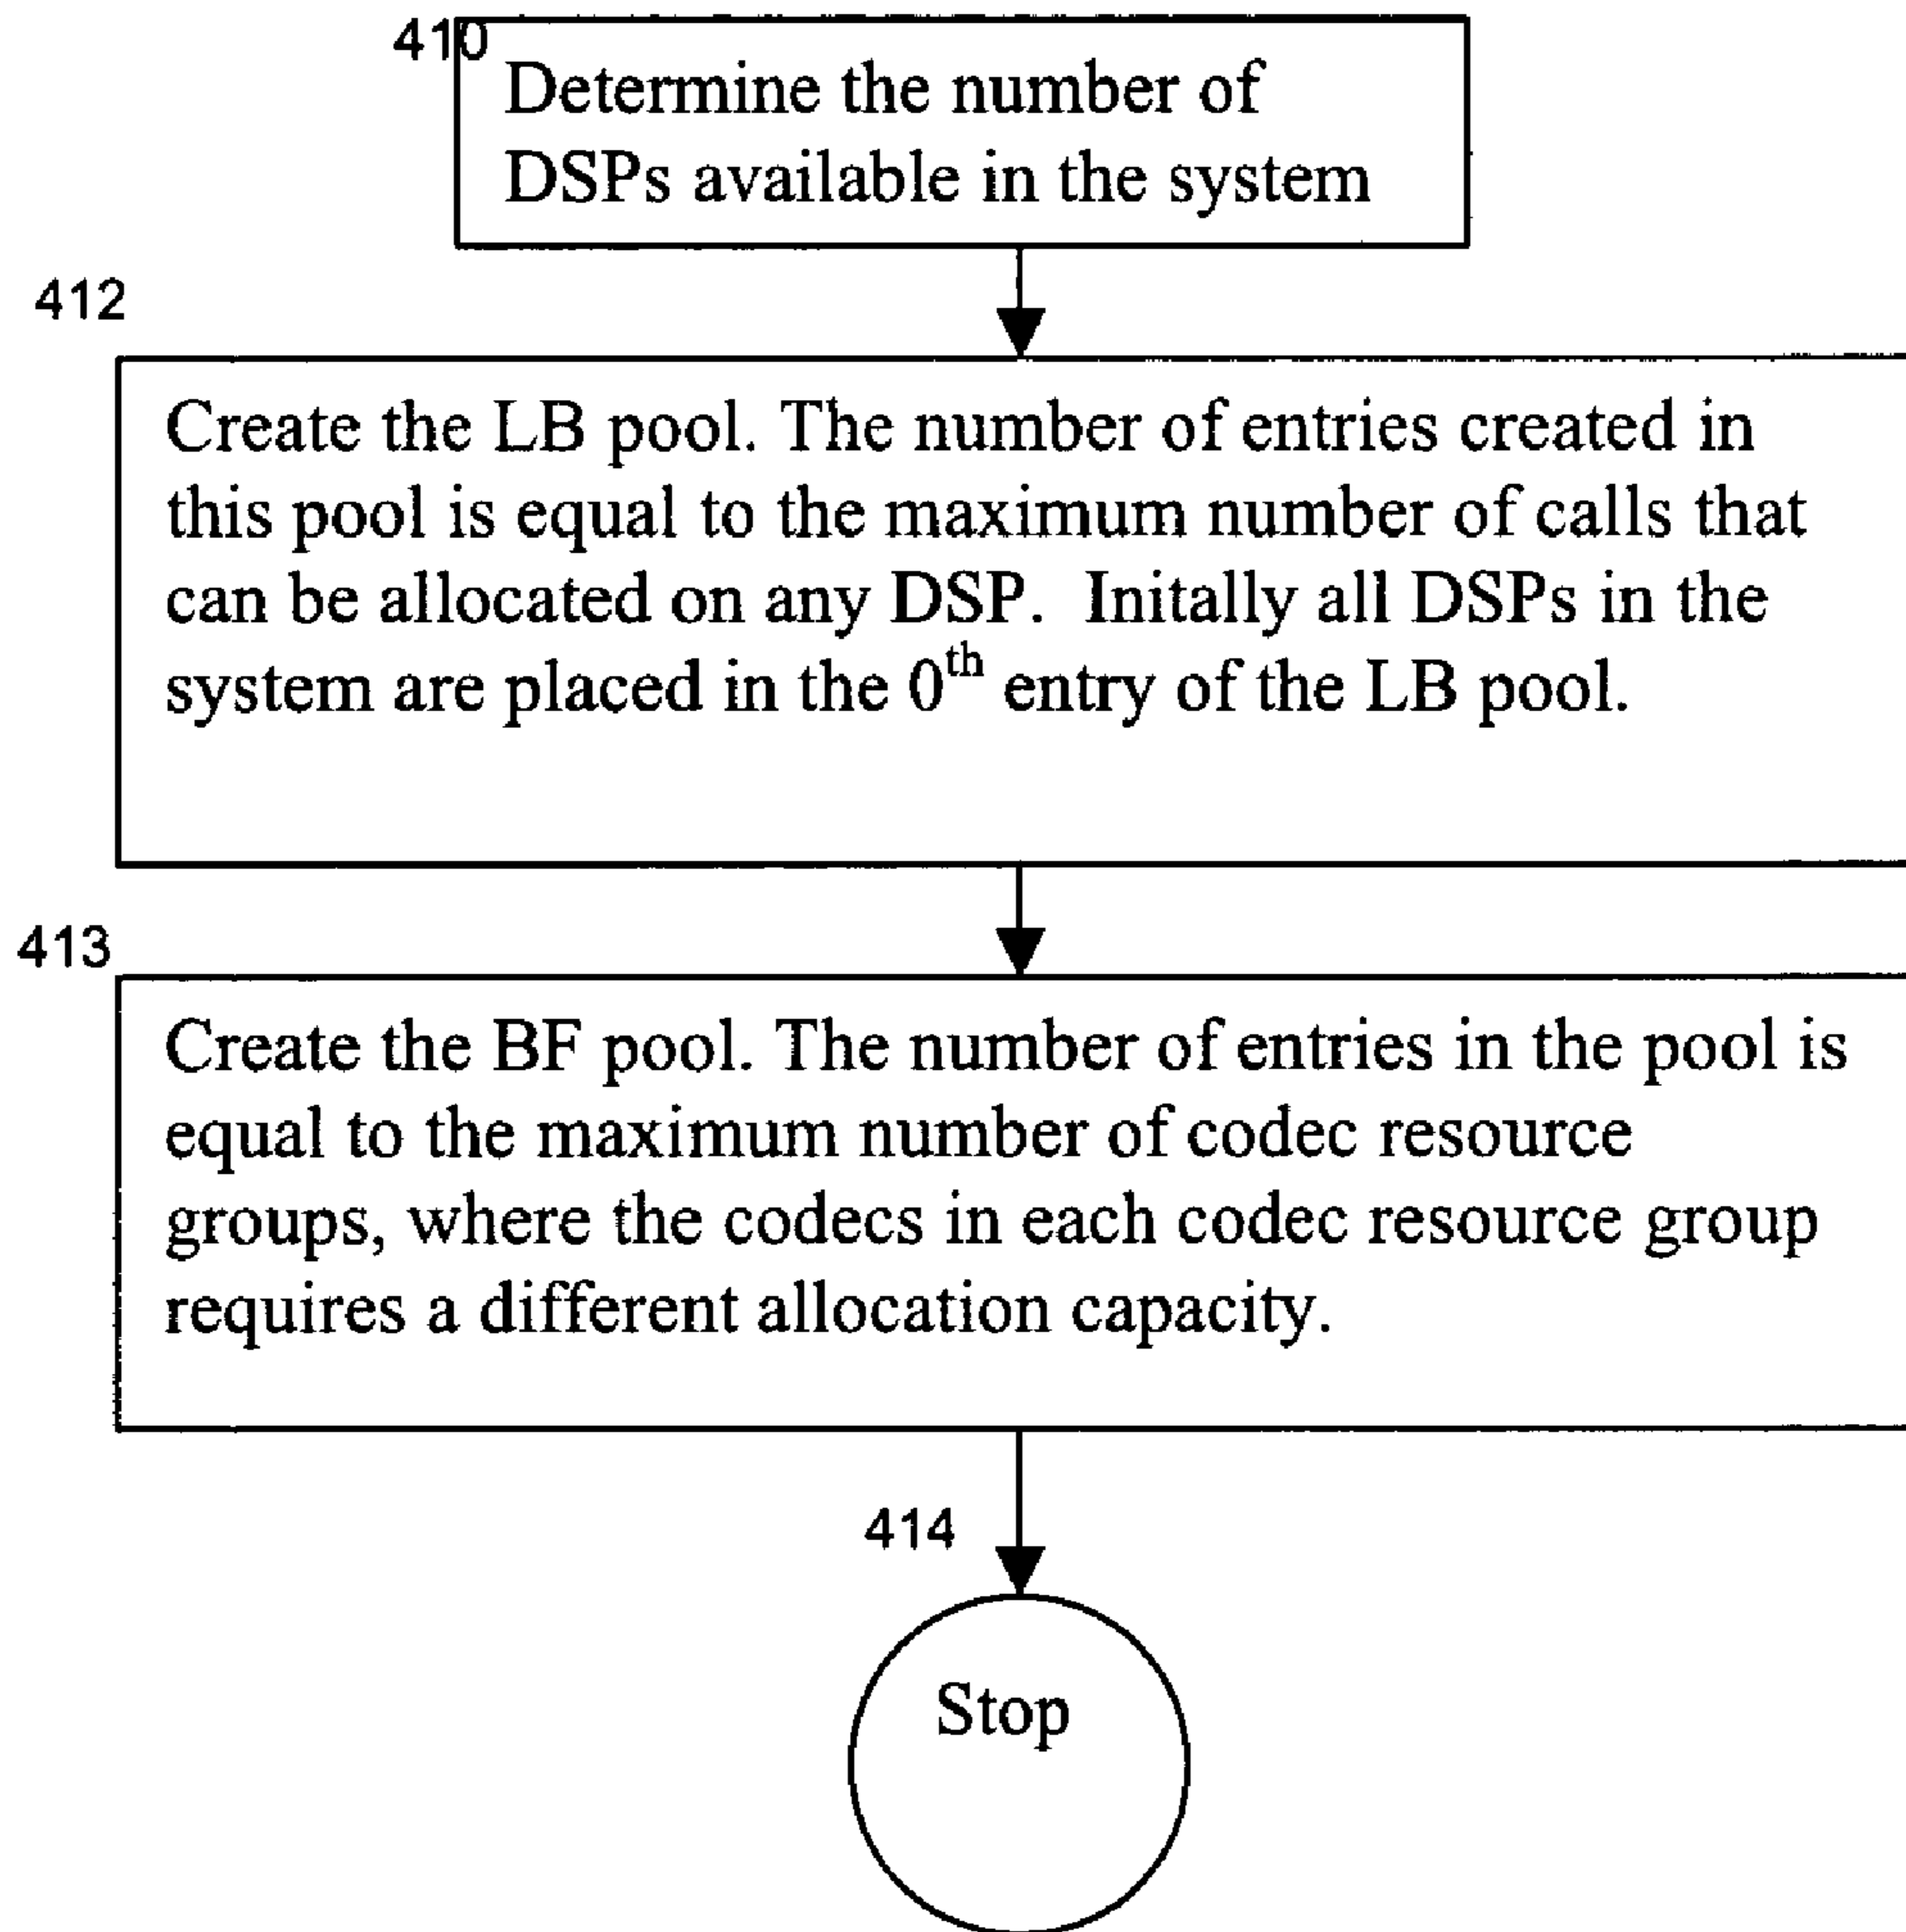 410
Determine the number of
DSPs available in the system
412
Create the LB pool. The number of entries created in
this pool is equal to the maximum number of calls that
can be allocated on any DSP.  Initally all DSPs in the
system are placed in the 0th entry of the LB pool.
413
Create the BF pool. The number of entries in the pool is
equal to the maximum number of codec resource
groups, where the codecs in each codec resource group
requires a different allocation capacity.
414
Stop